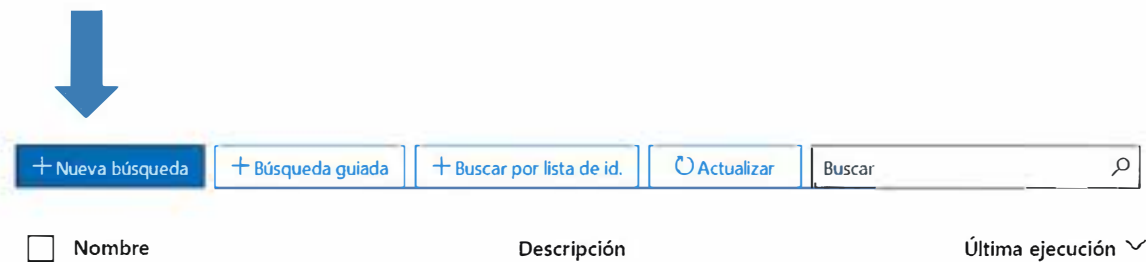 + Nueva búsqueda + Búsqueda guiada + Buscar por lista de id. Actualizar Buscar
Nombre Descripción Última ejecución